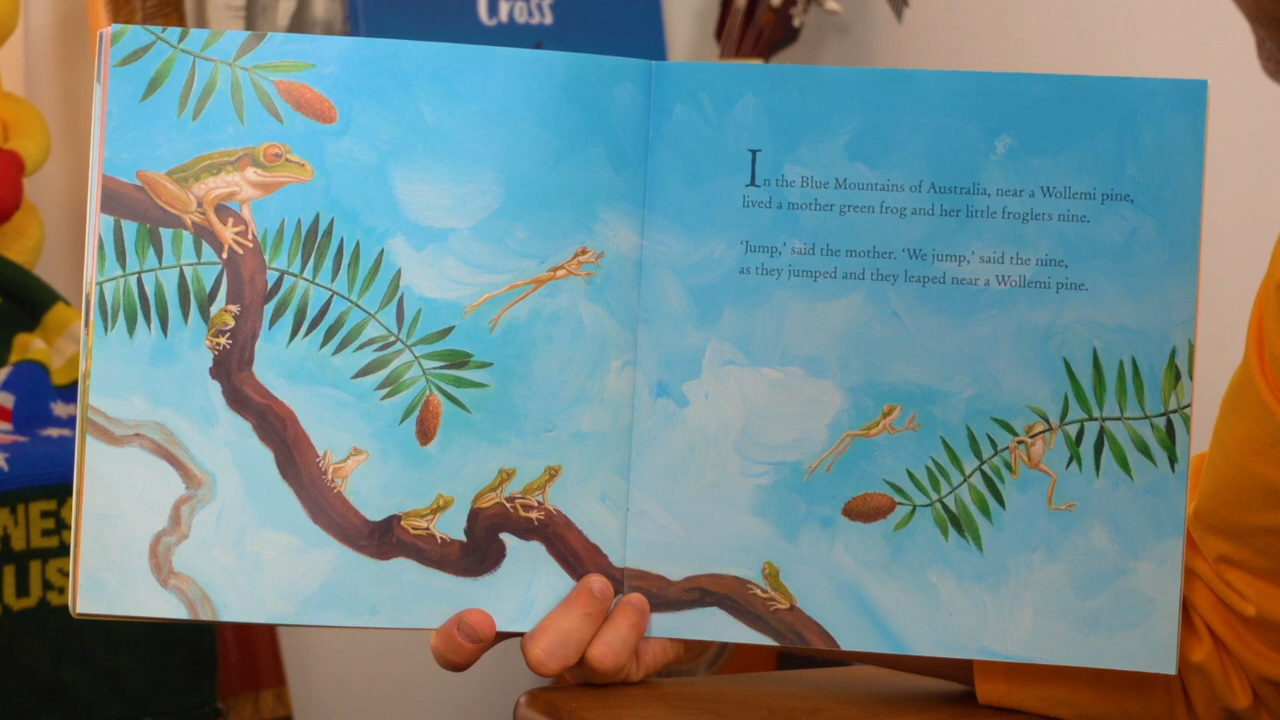 Cross
In the Blue Mountains of Australia, near a Wollemi pine,
lived a mother green frog and her little froglets nine.
‘Jump,’ said the mother. ‘We jump,’ said the nine,
as they jumped and they leaped near a Wollemi pine.